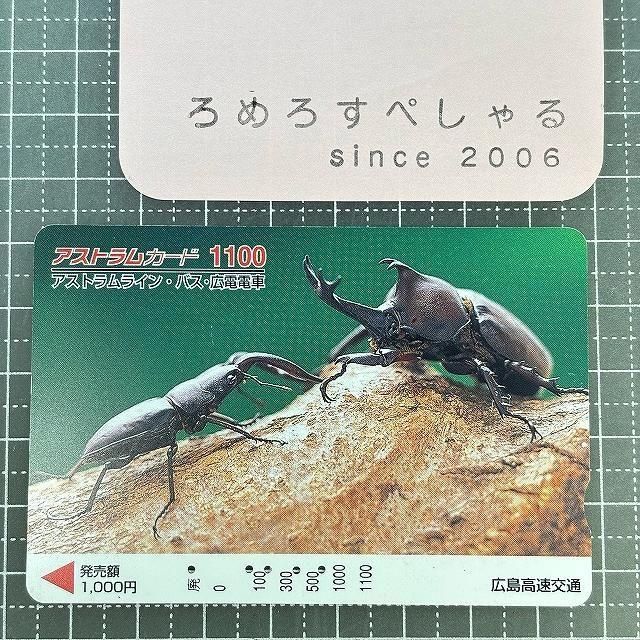 ろめろすぺしゃる
since 2006
アストラムカード 1100
アストラムライン・バス・広電電車
発売額
1,000円
廃 0 100 300 500 1000 1100
広島高速交通